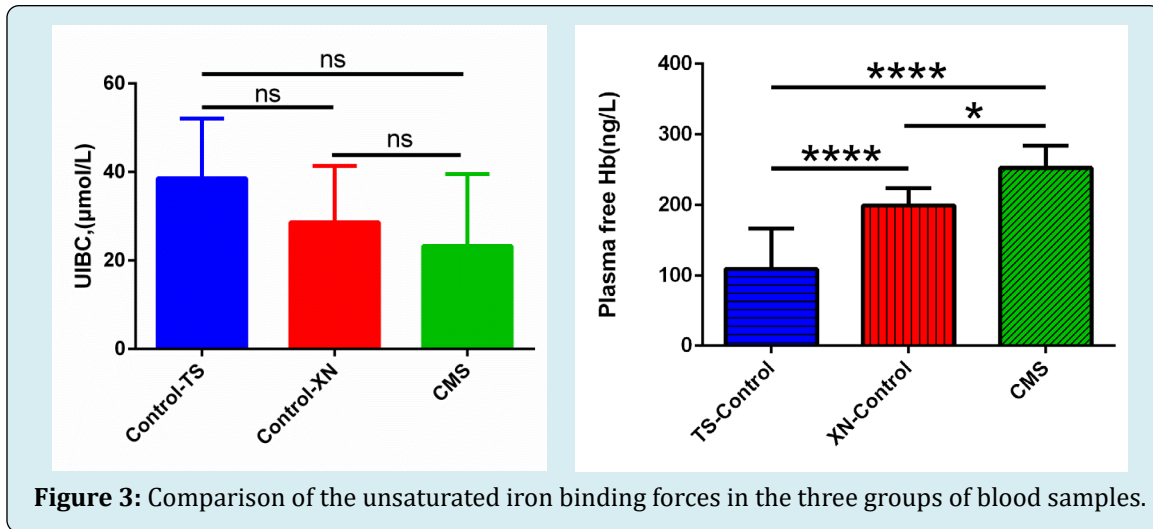 ns
ns
ns
60
40
20
0
UIBC,(μmol/L)
Control-TS
Control-XN
CMS
****
*
****
400
300
200
100
0
Plasma free Hb(ng/L)
TS-Control
XN-Control
CMS
Figure 3: Comparison of the unsaturated iron binding forces in the three groups of blood samples.